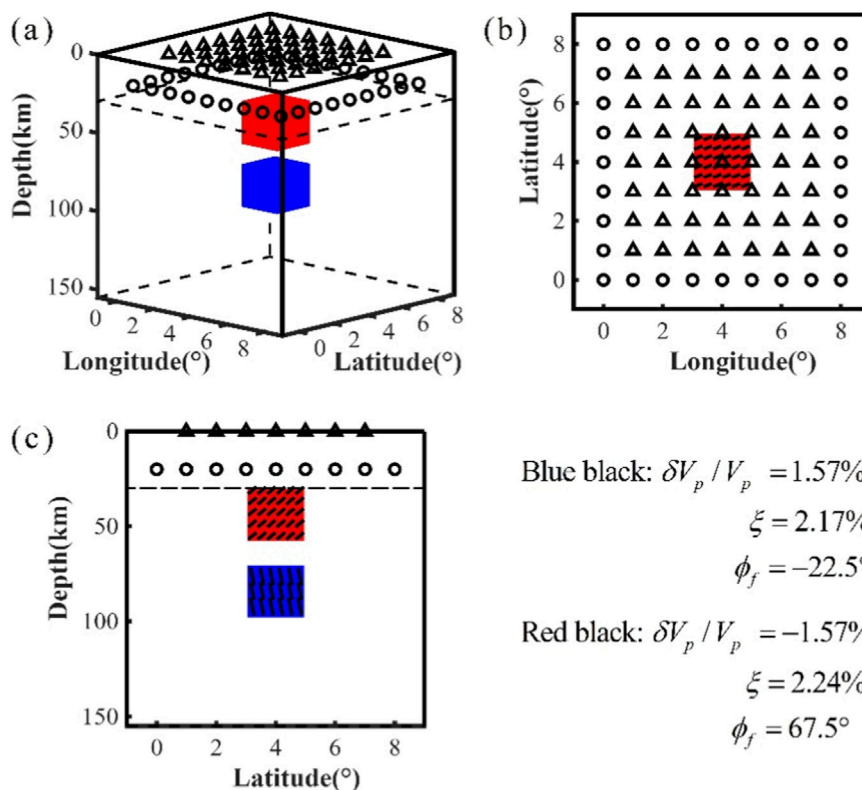 (a)
0
50
100
150
Depth(km)
0 2 4 6 8
Longitude(°)
0 2 4 6 8
Latitude(°)
(b)
8
6
4
2
0
Latitude(°)
0 2 4 6 8
Longitude(°)
(c)
0
50
100
150
Depth(km)
0 2 4 6 8
Latitude(°)
Blue black: δV_p / V_p = 1.57%
ξ = 2.17%
ϕ_f = −22.5°
Red black: δV_p / V_p = −1.57%
ξ = 2.24%
ϕ_f = 67.5°